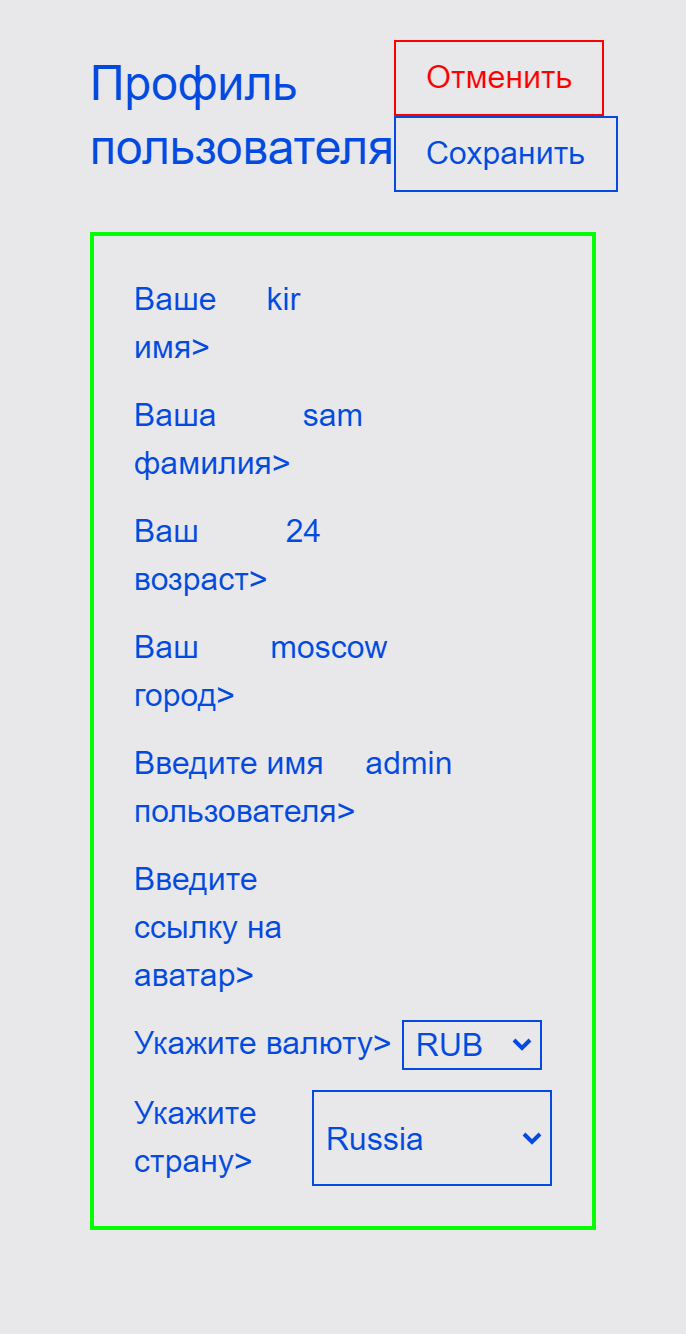 Профиль
пользователя
Отменить
Сохранить
Ваше имя> kir
Ваша фамилия> sam
Ваш возраст> 24
Ваш город> moscow
Введите имя пользователя> admin
Введите
ссылку на
аватар>
Укажите валюту> RUB
Укажите страну> Russia